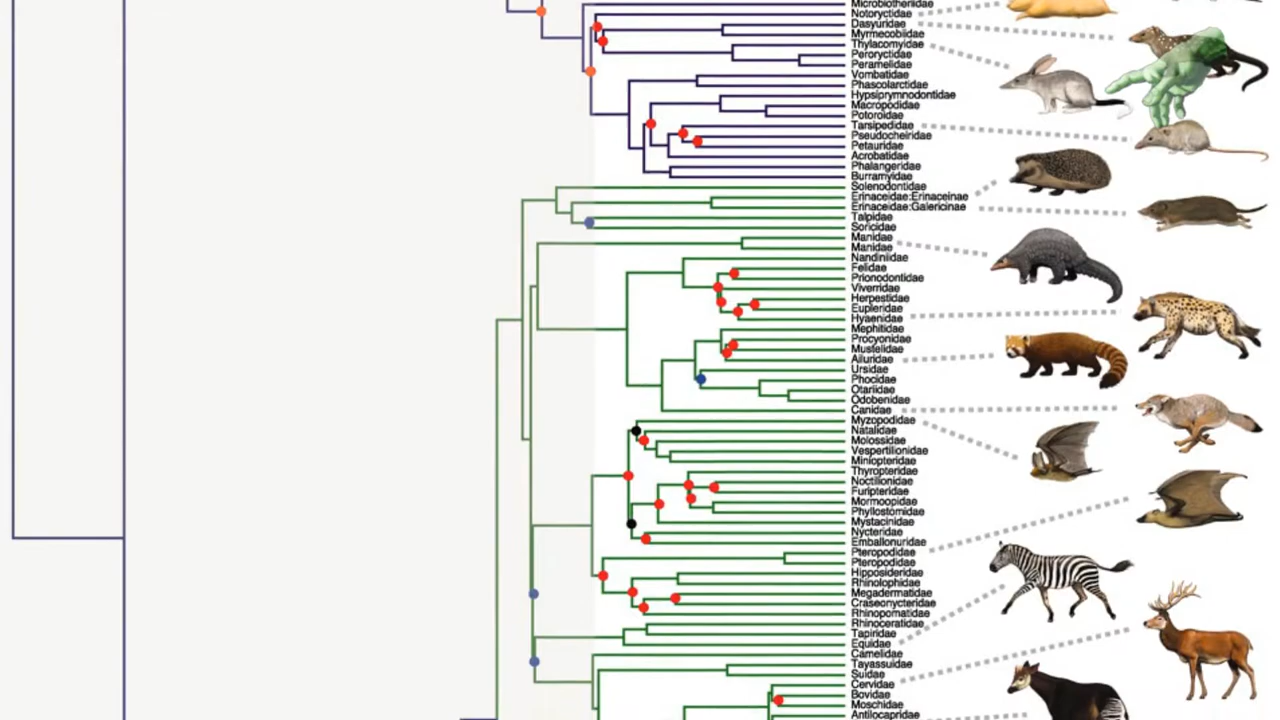 Microbiotheriidae
Notoryctidae
Dasyuridae
Myrmecobiidae
Thylacomyidae
Peroryctidae
Peramelidae
Vombatidae
Phascolarctidae
Hypsiprymnodontidae
Macropodidae
Potoroidae
Tarsipedidae
Pseudocheiridae
Petauridae
Acrobatidae
Phalangeridae
Burramyidae
Solenodontidae
Erinaceidae:Erinaceinae
Erinaceidae:Galericinae
Talpidae
Soricidae
Manidae
Manidae
Nandiniidae
Felidae
Prionodontidae
Viverridae
Herpestidae
Eupleridae
Hyaenidae
Mephitidae
Procyonidae
Mustelidae
Ailuridae
Ursidae
Phocidae
Otariidae
Odobenidae
Canidae
Myzopodidae
Natalidae
Molossidae
Vespertilionidae
Miniopteridae
Thyropteridae
Noctilionidae
Furipteridae
Mormoopidae
Phyllostomidae
Mystacinidae
Nycteridae
Emballonuridae
Pteropodidae
Pteropodidae
Hipposideridae
Rhinolophidae
Megadermatidae
Craseonycteridae
Rhinopomatidae
Rhinocerotidae
Tapiridae
Equidae
Camelidae
Tayassuidae
Suidae
Cervidae
Bovidae
Moschidae
Antilocapridae